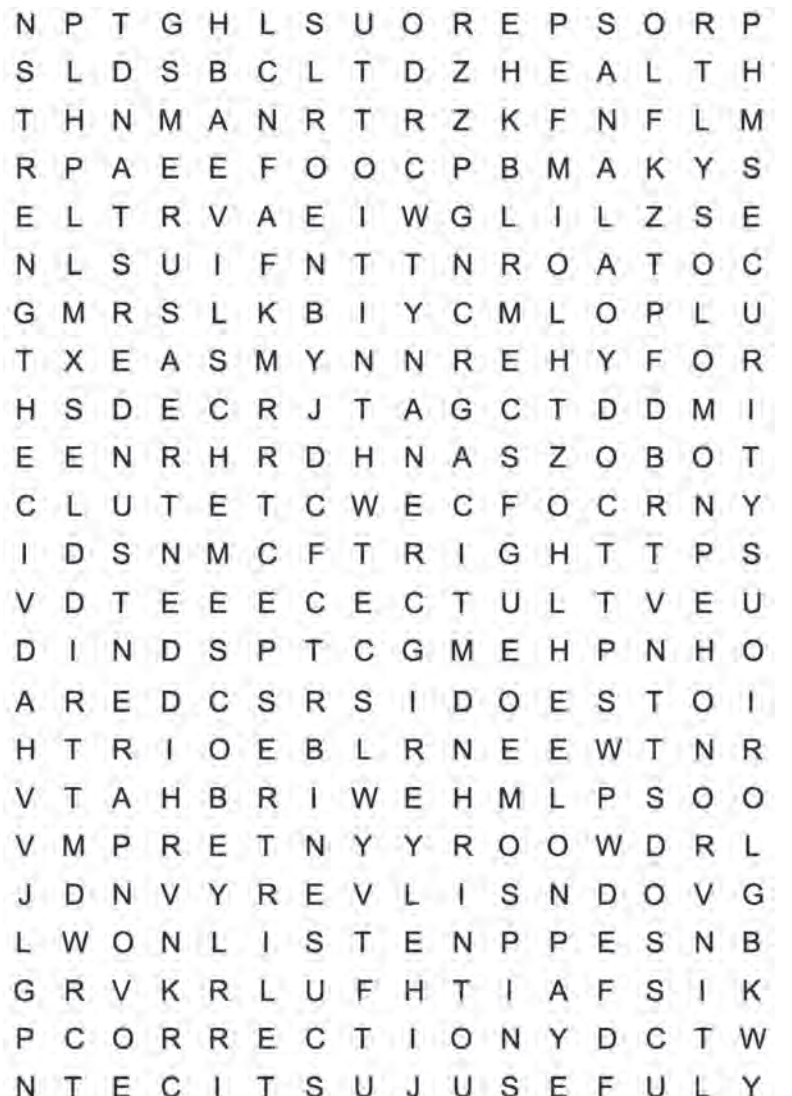 N P T G H L S U O R E P S O R P
S L D S B C L T D Z H E A L T H
T H N M A N R T R Z K F N F L M
R P A E E F O O C P B M A K Y S
E L T R V A E I W G L I L Z S E
N L S U I F N T T N R O A T O C
G M R S L K B I Y C M L O P L U
T X E A S M Y N N R E H Y F O R
H S D E C R J T A G C T D D M I
E E N R H R D H N A S Z O B O T
C L U T E T C W E C F O C R N Y
I D S N M C F T R I G H T T P S
V D T E E E C E C T U L T V E U
D I N D S P T C G M E H P N H O
A R E D C S R S I D O E S T O I
H T R I O E B L R N E E W T N R
V T A H B R I W E H M L P S O O
V M P R E T N Y Y R O O W D R L
J D N V Y R E V L I S N D O V G
L W O N L I S T E N P P E S N B
G R V K R L U F H T I A F S I K
P C O R R E C T I O N Y D C T W
N T E C I T S U J U S E F U L Y